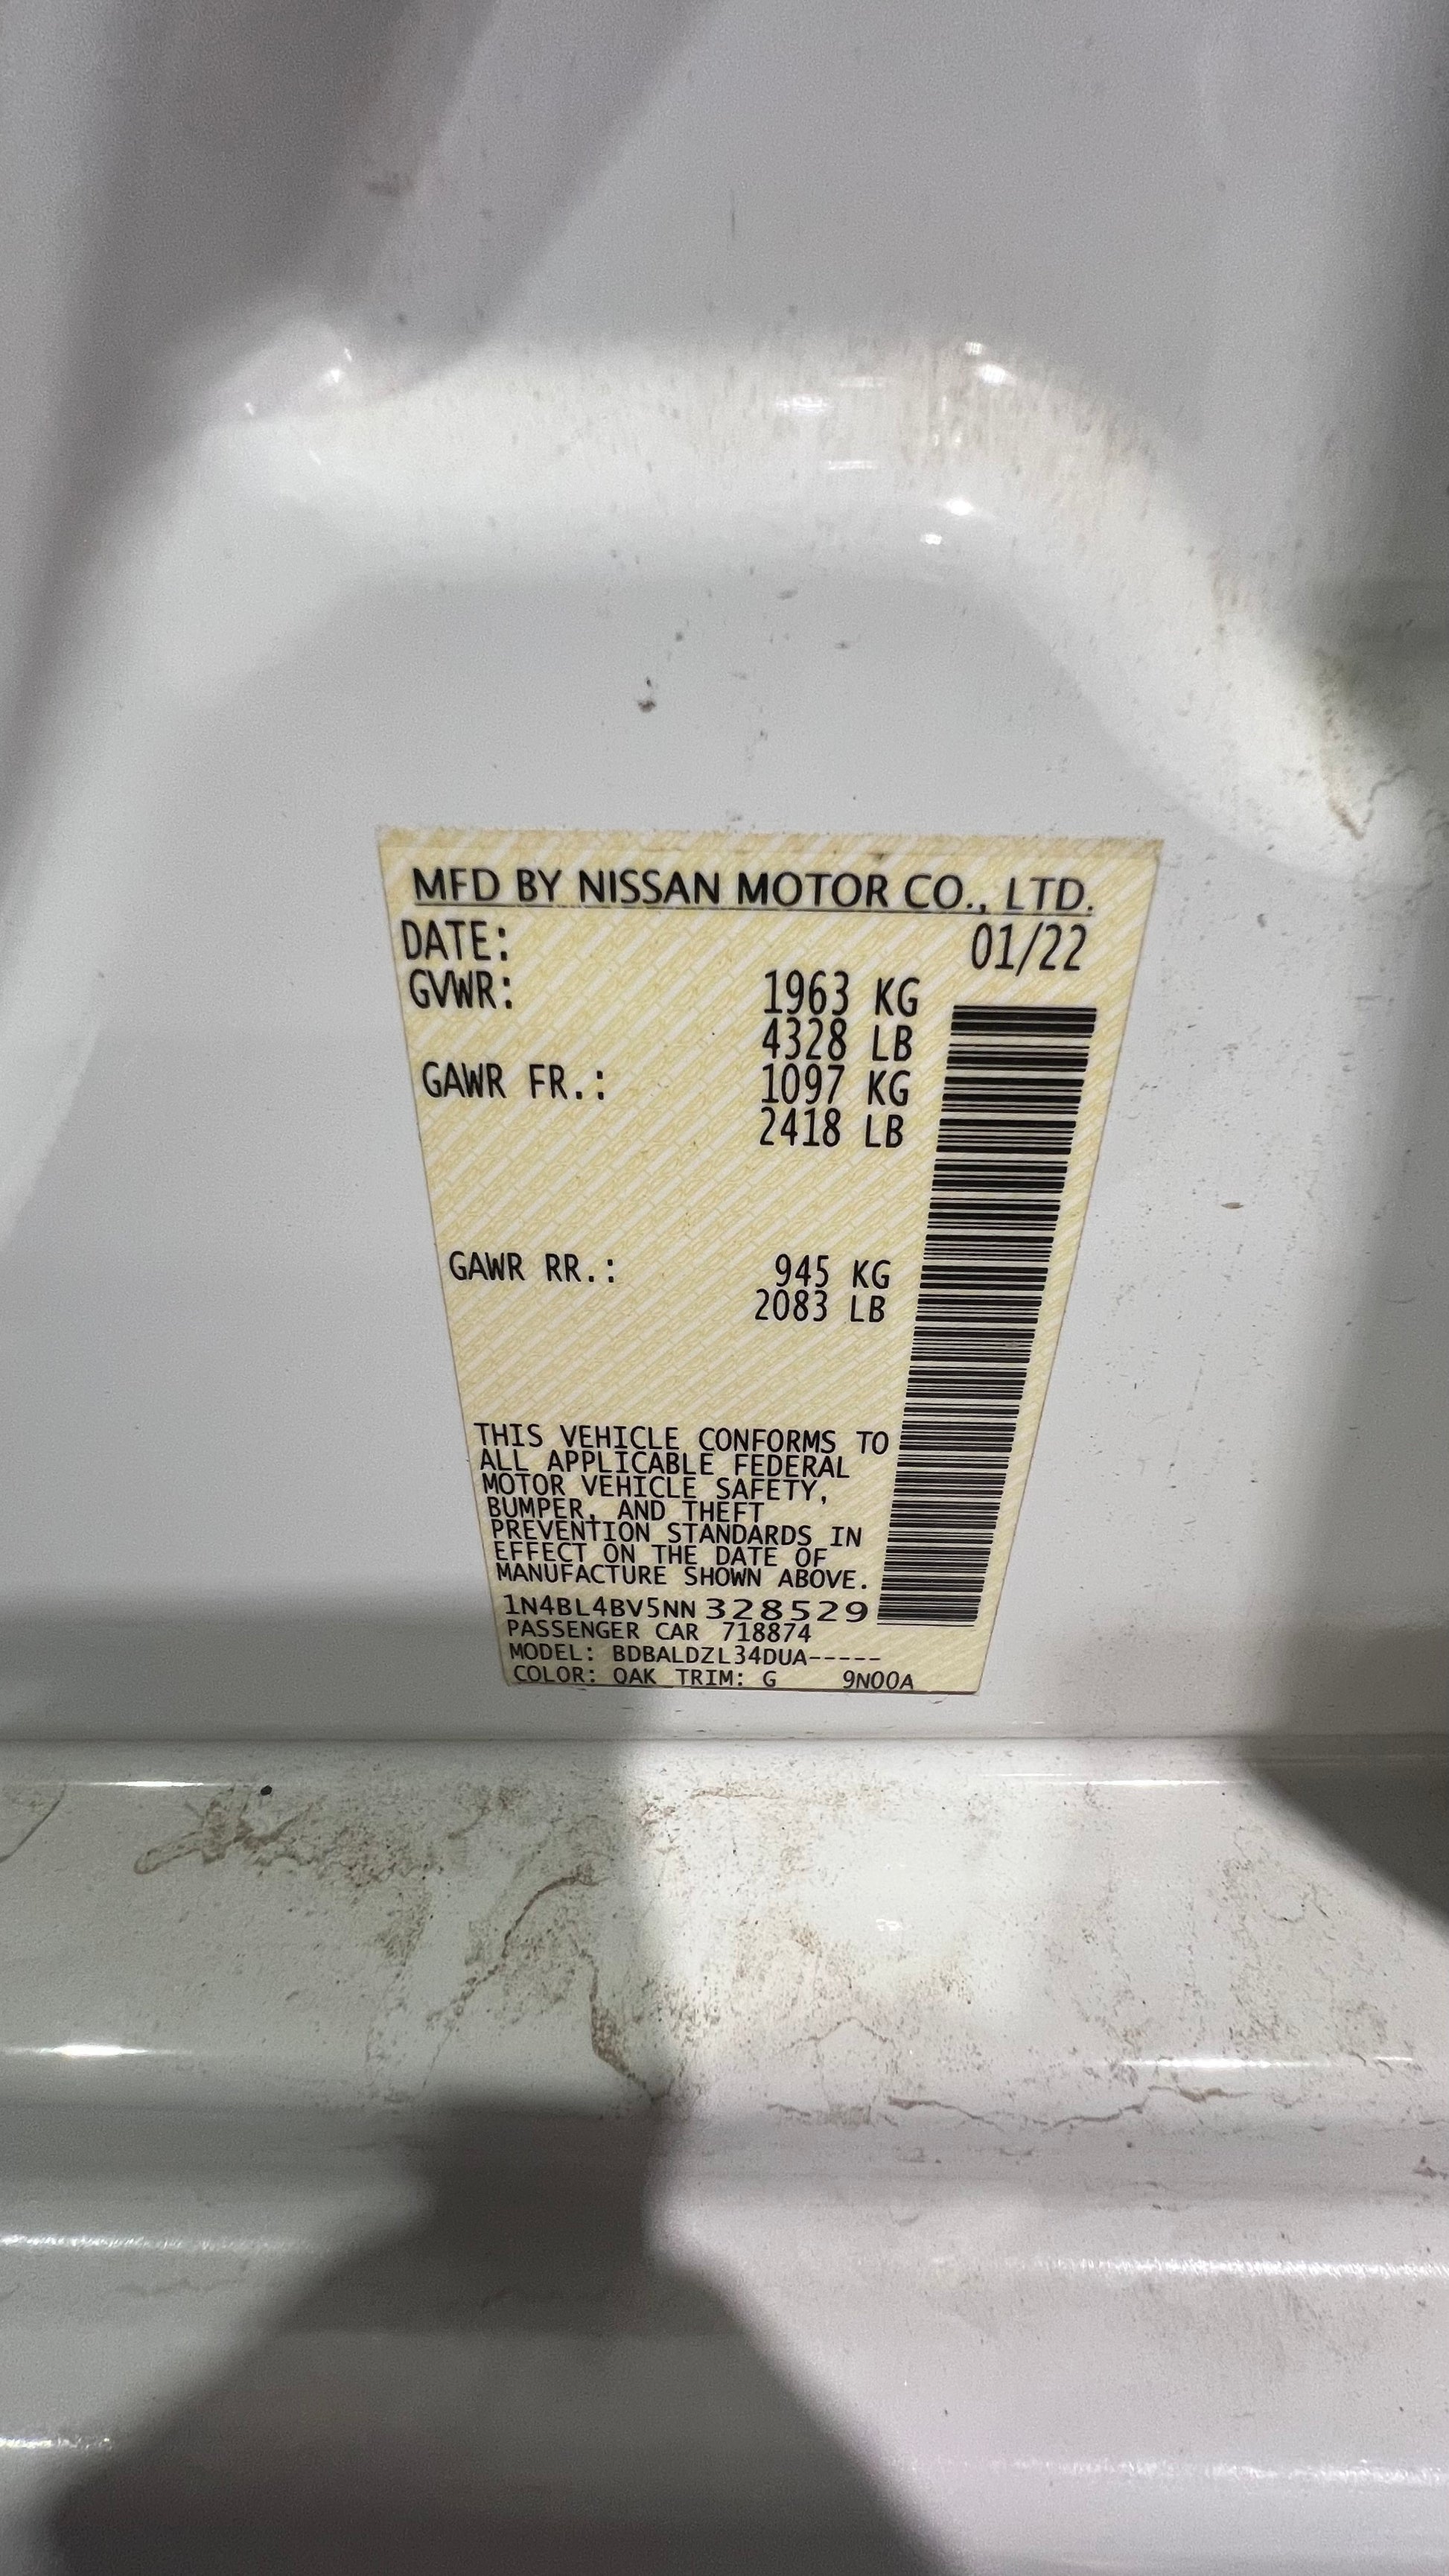 MFD BY NISSAN MOTOR CO., LTD.
DATE: 01/22
GVWR: 1963 KG
4328 LB
GAWR FR.: 1097 KG
2418 LB
GAWR RR.: 945 KG
2083 LB
THIS VEHICLE CONFORMS TO
ALL APPLICABLE FEDERAL
MOTOR VEHICLE SAFETY,
BUMPER, AND THEFT
PREVENTION STANDARDS IN
EFFECT ON THE DATE OF
MANUFACTURE SHOWN ABOVE.
1N4BL4BV5NN328529
PASSENGER CAR 718874
MODEL: BDBALDZL34DUA-----
COLOR: QAK TRIM: G 9N00A